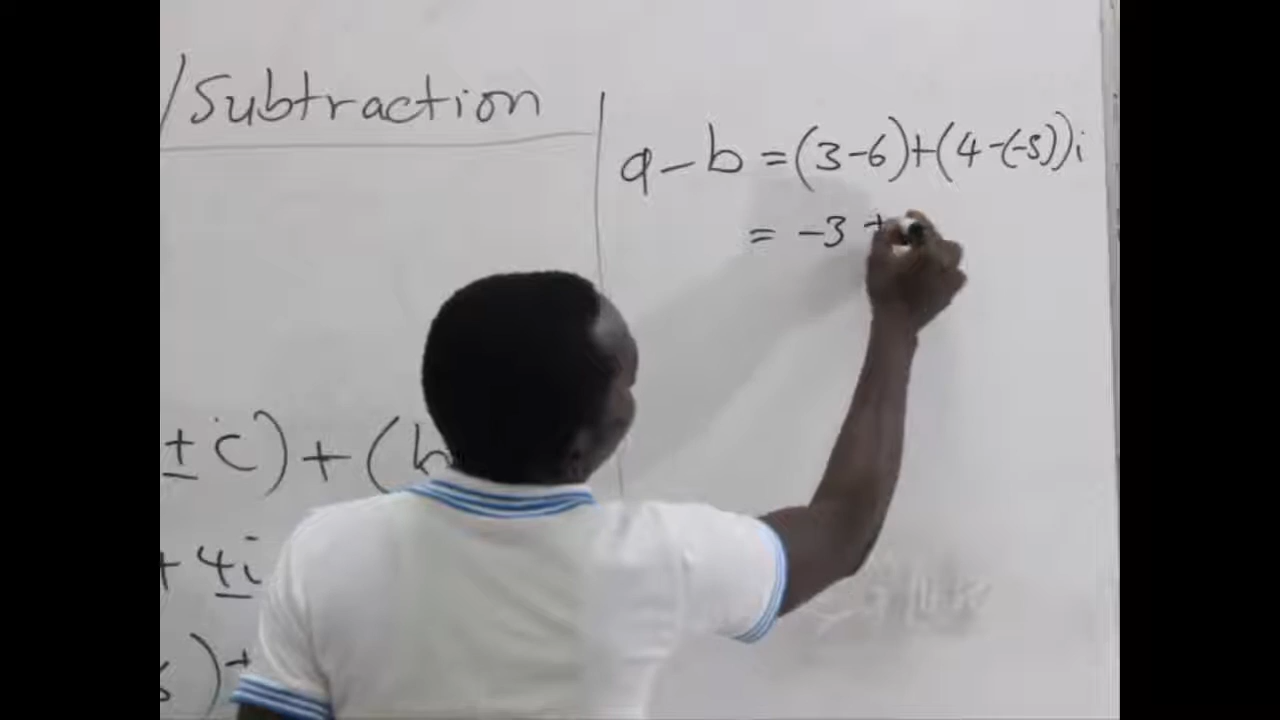 /Subtraction
a - b = (3-6)+(4-(-5))i
= -3 +
± c) + (b
+ 4i
)+